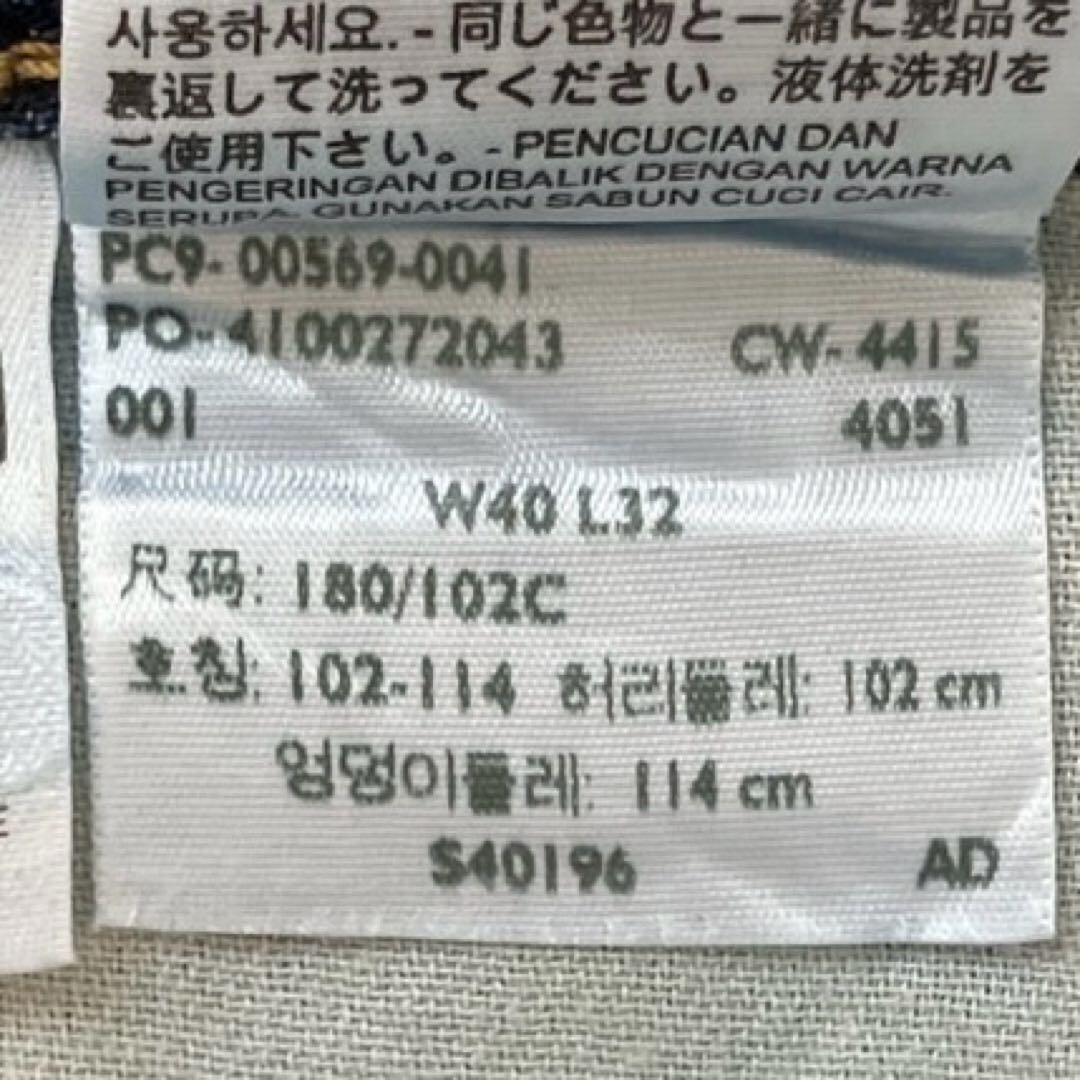 사용하세요. - 同じ色物と一緒に製品を
裏返して洗ってください。液体洗剤を
ご使用下さい。- PENCUCIAN DAN
PENGERINGAN DIBALIK DENGAN WARNA
SERUPA. GUNAKAN SABUN CUCI CAIR.
PC9- 00569-0041
PO- 4100272043 CW- 4415
001 4051
W40 L32
尺码: 180/102C
호칭: 102-114 허리둘레: 102 cm
엉덩이둘레: 114 cm
S40196 AD